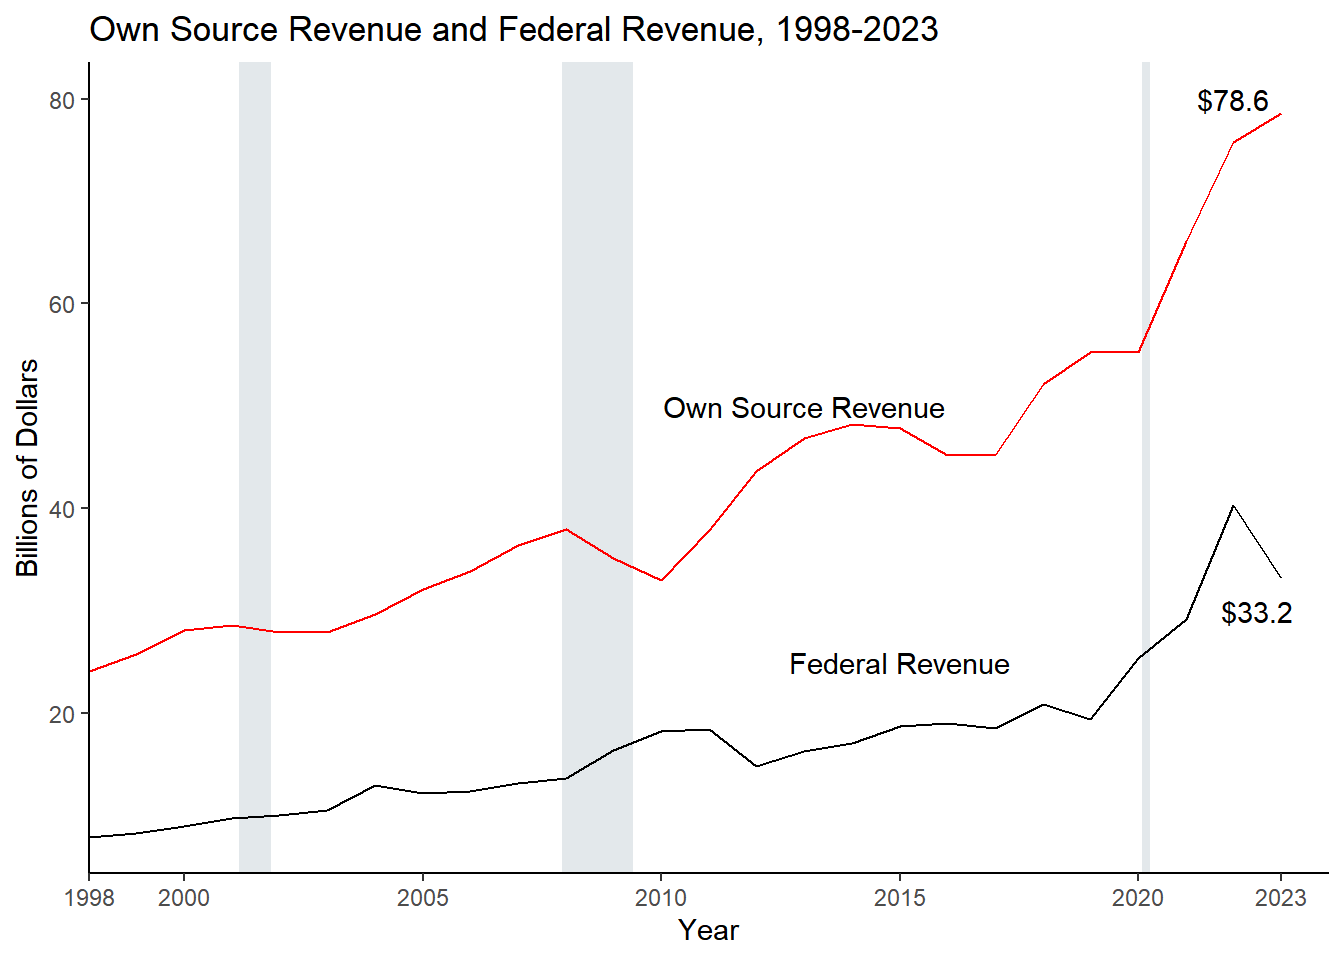 Own Source Revenue and Federal Revenue, 1998-2023
80
60
40
20
Billions of Dollars
$78.6
Own Source Revenue
$33.2
Federal Revenue
1998 2000 2005 2010 2015 2020 2023
Year